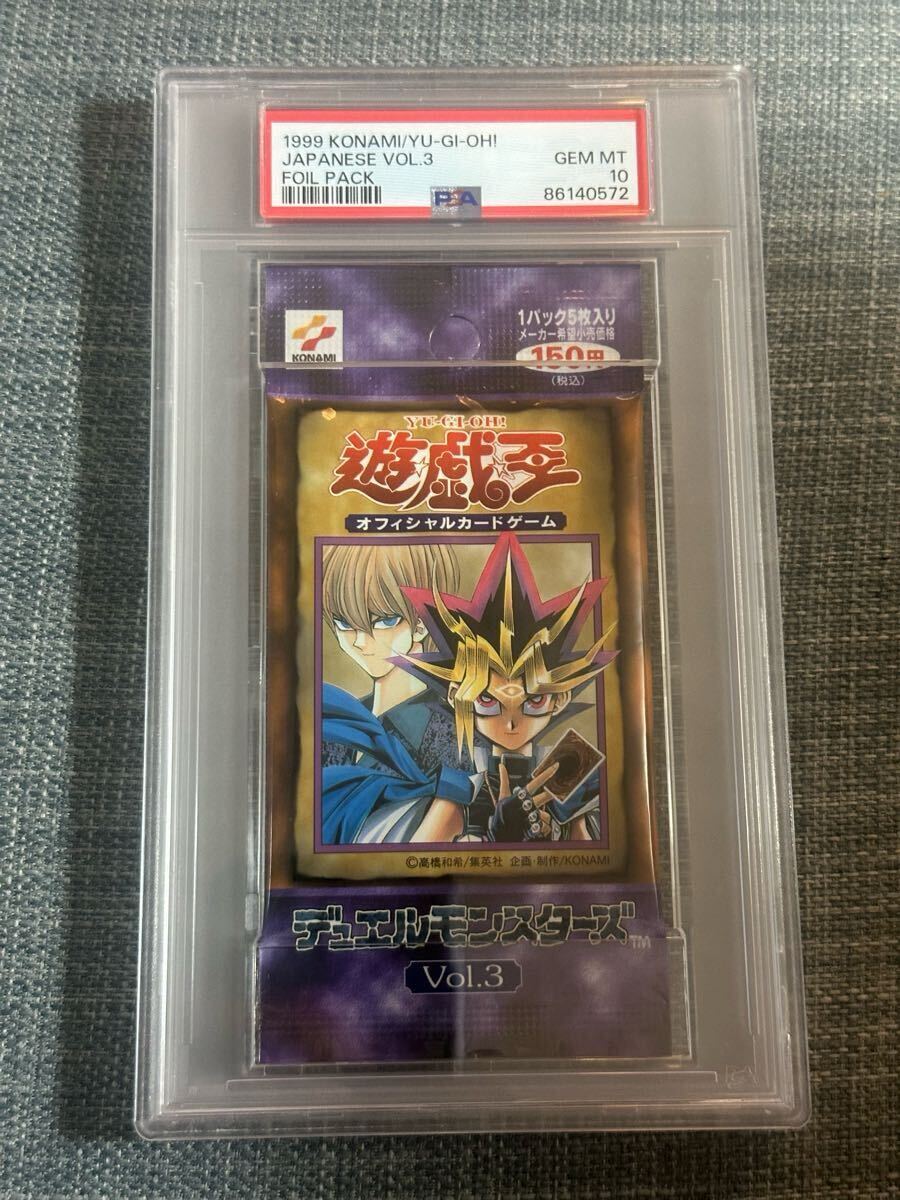 1999 KONAMI/YU-GI-OH!
JAPANESE VOL.3
GEM MT
FOIL PACK
10
PSA
86140572
KONAMI
1パック5枚入り
メーカー希望小売価格
150円
(税込)
YU-GI-OH!
遊戯王
オフィシャルカードゲーム
©高橋和希/集英社 企画・制作/KONAMI
デュエルモンスターズ™
Vol.3